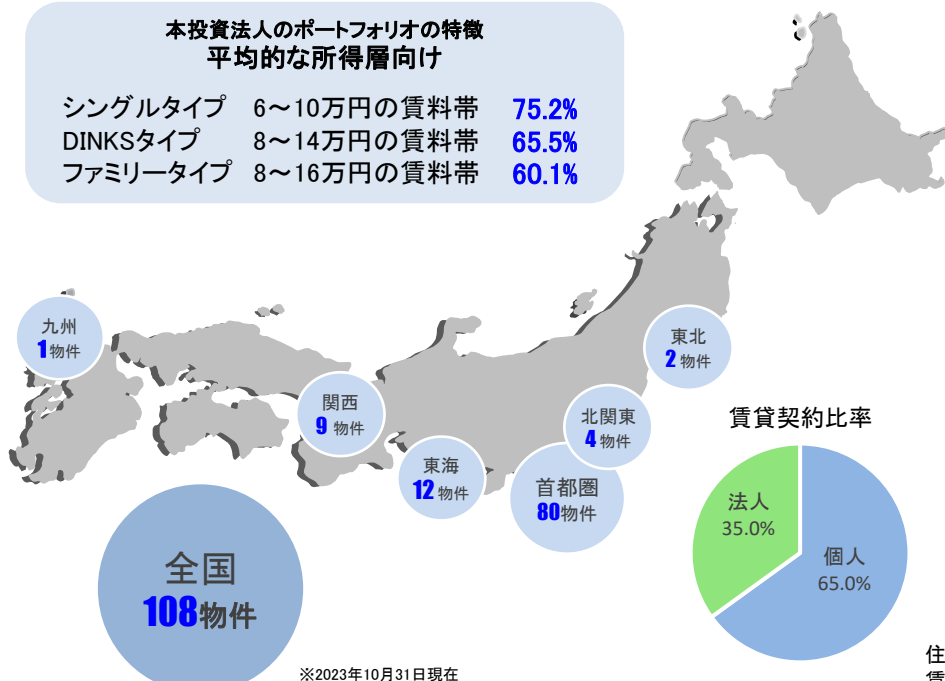 本投資法人のポートフォリオの特徴
平均的な所得層向け
シングルタイプ 6~10万円の賃料帯 75.2%
DINKSタイプ 8~14万円の賃料帯 65.5%
ファミリータイプ 8~16万円の賃料帯 60.1%
九州
1物件
東北
2 物件
関西
9 物件
北関東
4 物件
東海
12 物件
首都圏
80物件
全国
108物件
賃貸契約比率
法人
35.0%
個人
65.0%
※2023年10月31日現在
住
賃